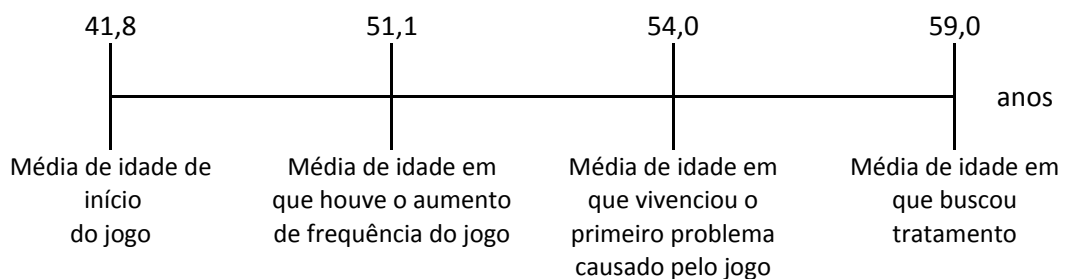 41,8
51,1
54,0
59,0
anos
Média de idade de
início
do jogo
Média de idade em
que houve o aumento
de frequência do jogo
Média de idade em
que vivenciou o
primeiro problema
causado pelo jogo
Média de idade em
que buscou
tratamento